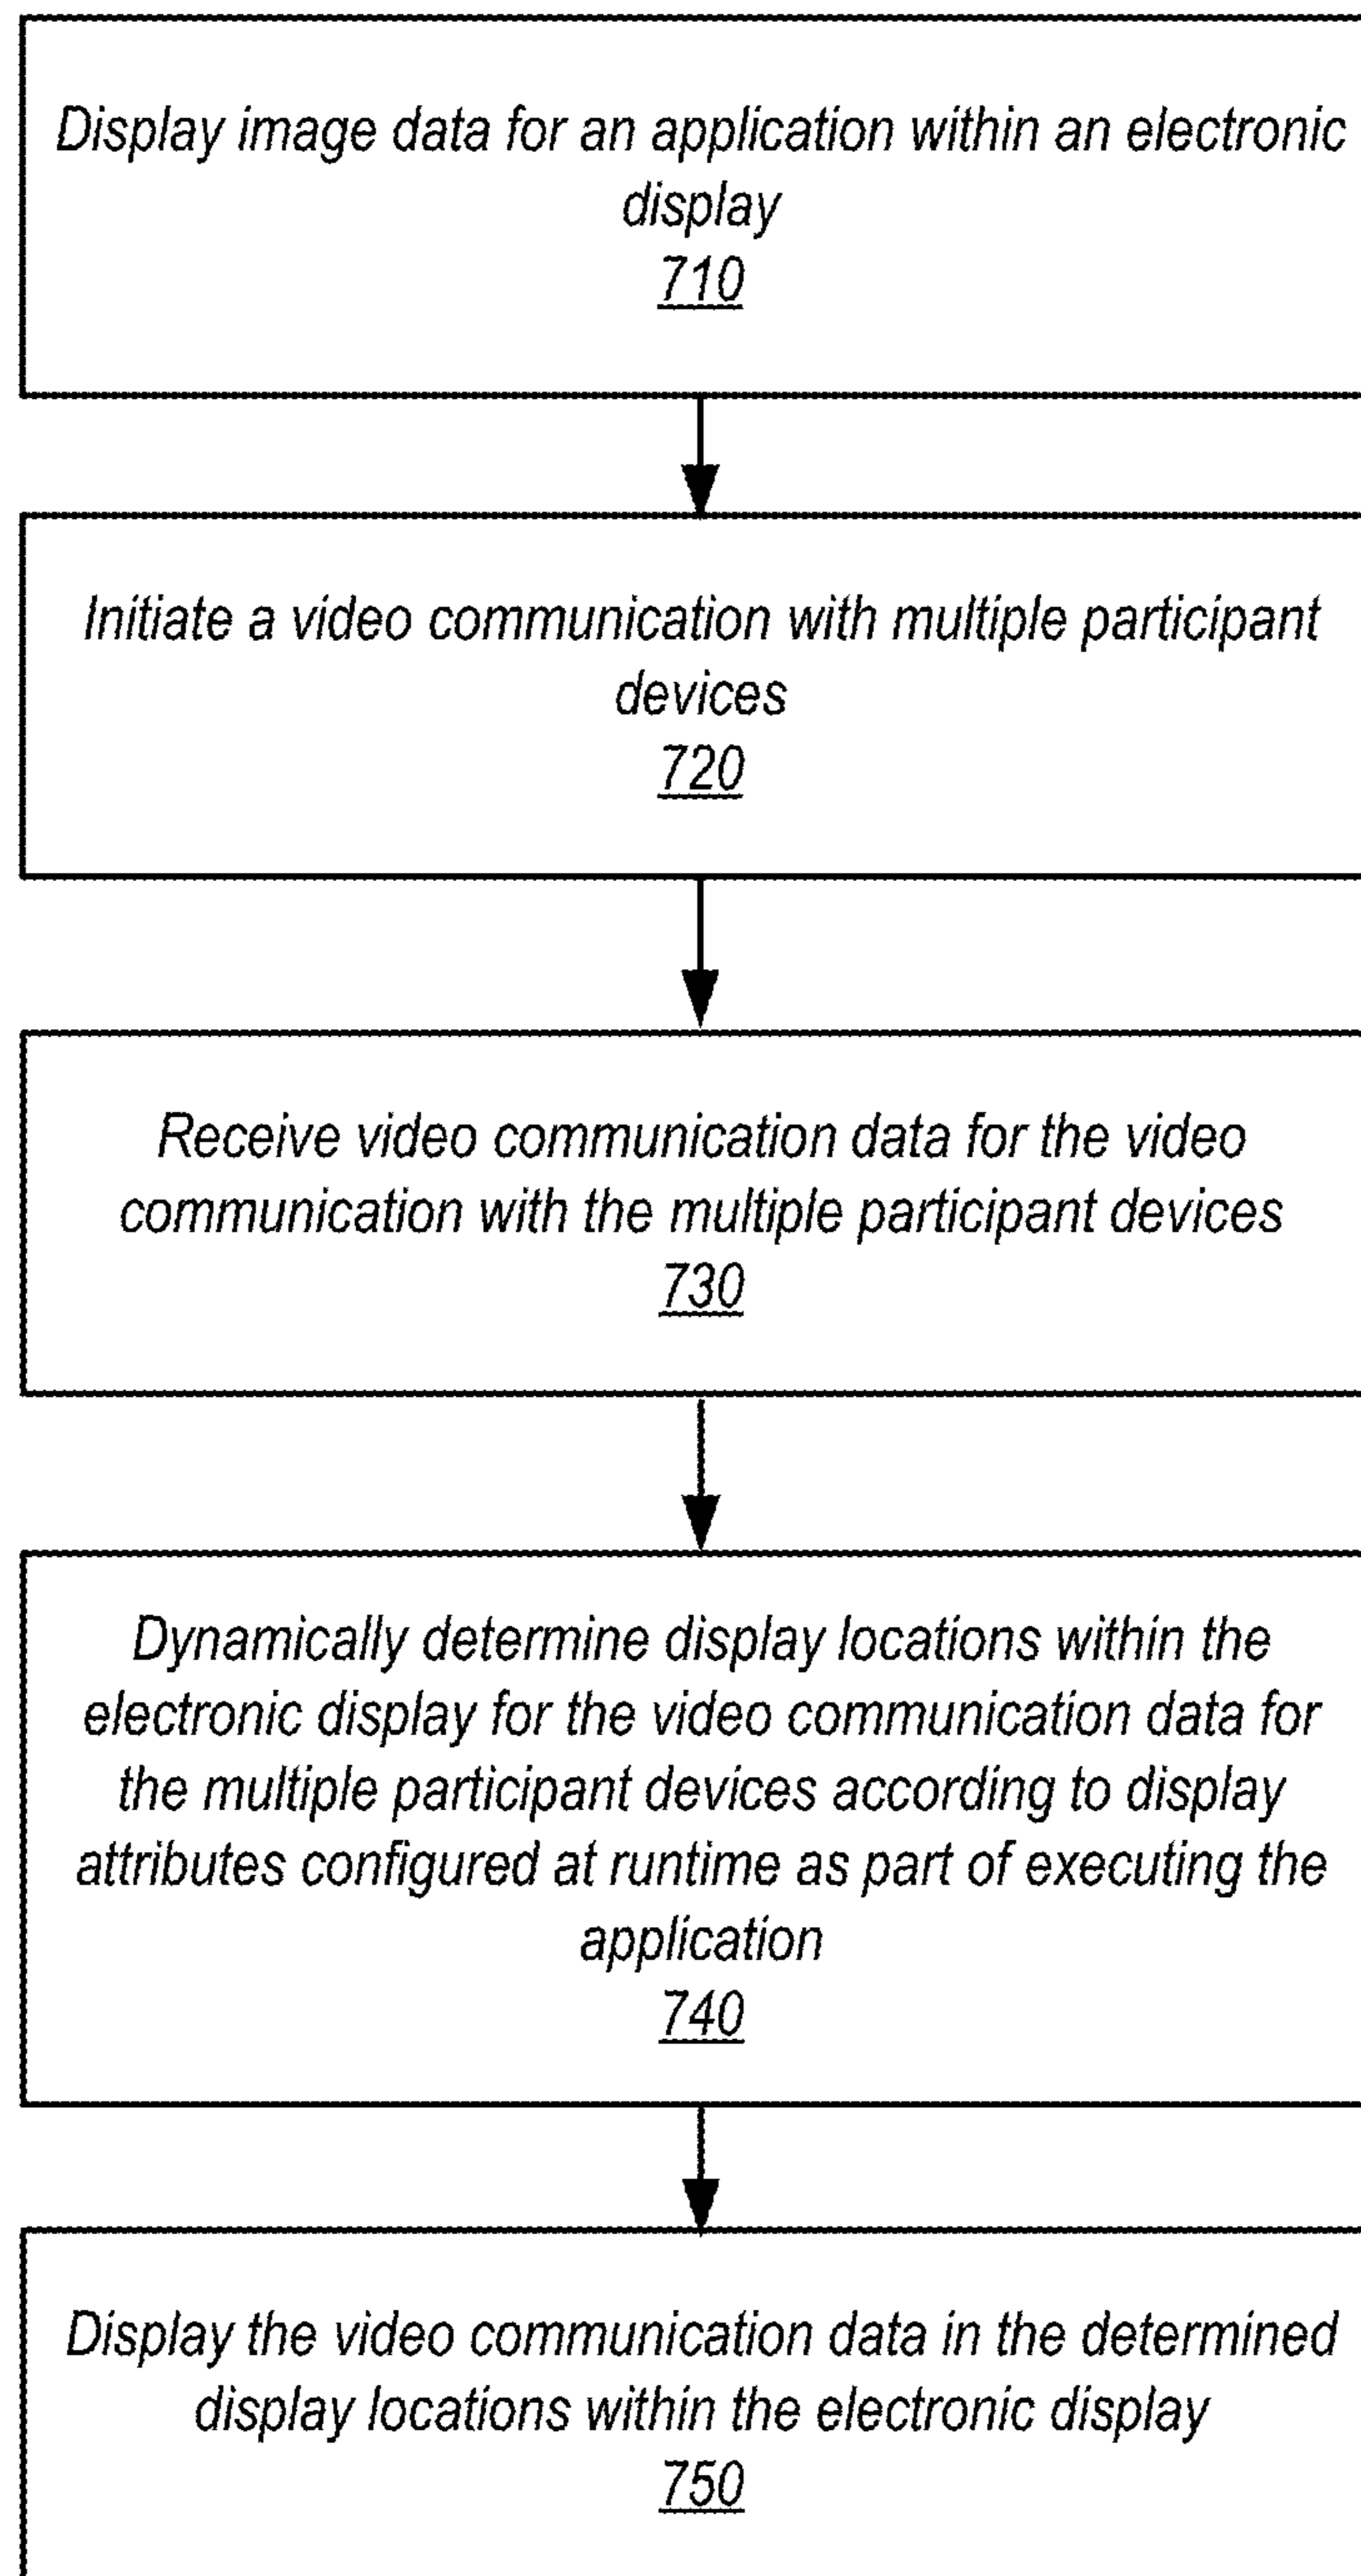 Display image data for an application within an electronic
display
710
Initiate a video communication with multiple participant
devices
720
Receive video communication data for the video
communication with the multiple participant devices
730
Dynamically determine display locations within the
electronic display for the video communication data for
the multiple participant devices according to display
attributes configured at runtime as part of executing the
application
740
Display the video communication data in the determined
display locations within the electronic display
750